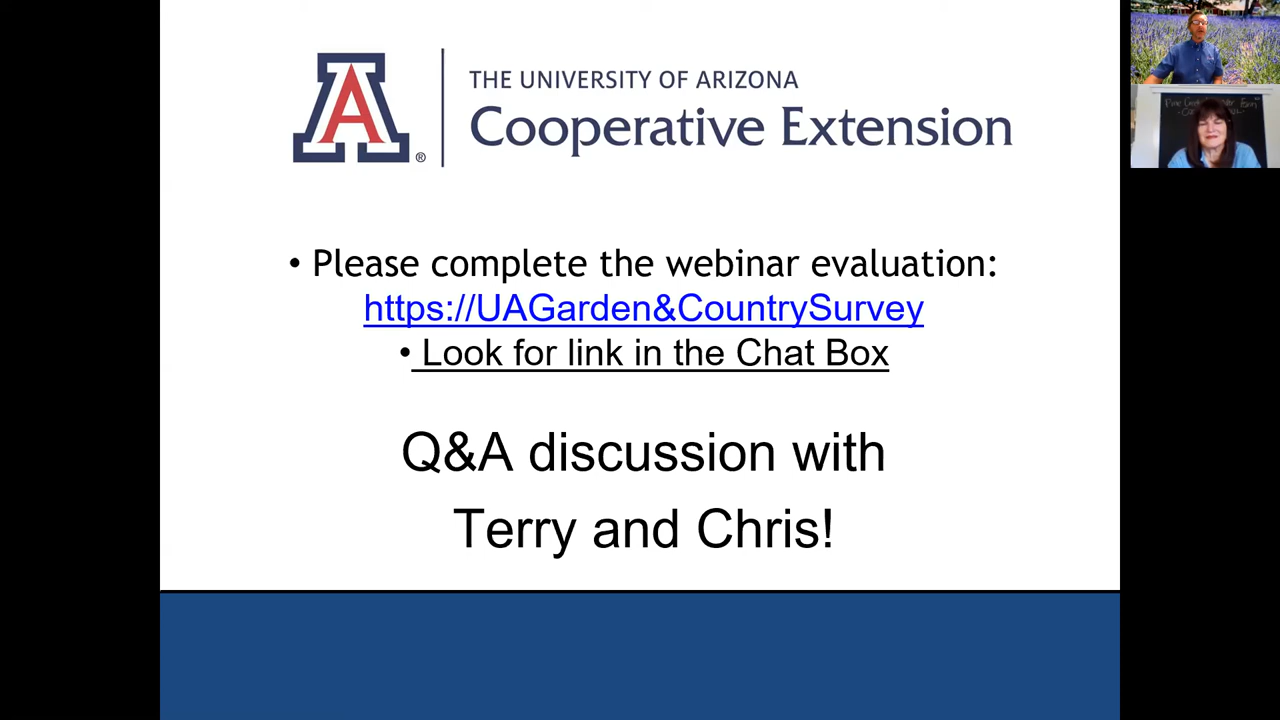 THE UNIVERSITY OF ARIZONA
Cooperative Extension
A
®
• Please complete the webinar evaluation:
https://UAGarden&CountrySurvey
• Look for link in the Chat Box
Q&A discussion with
Terry and Chris!